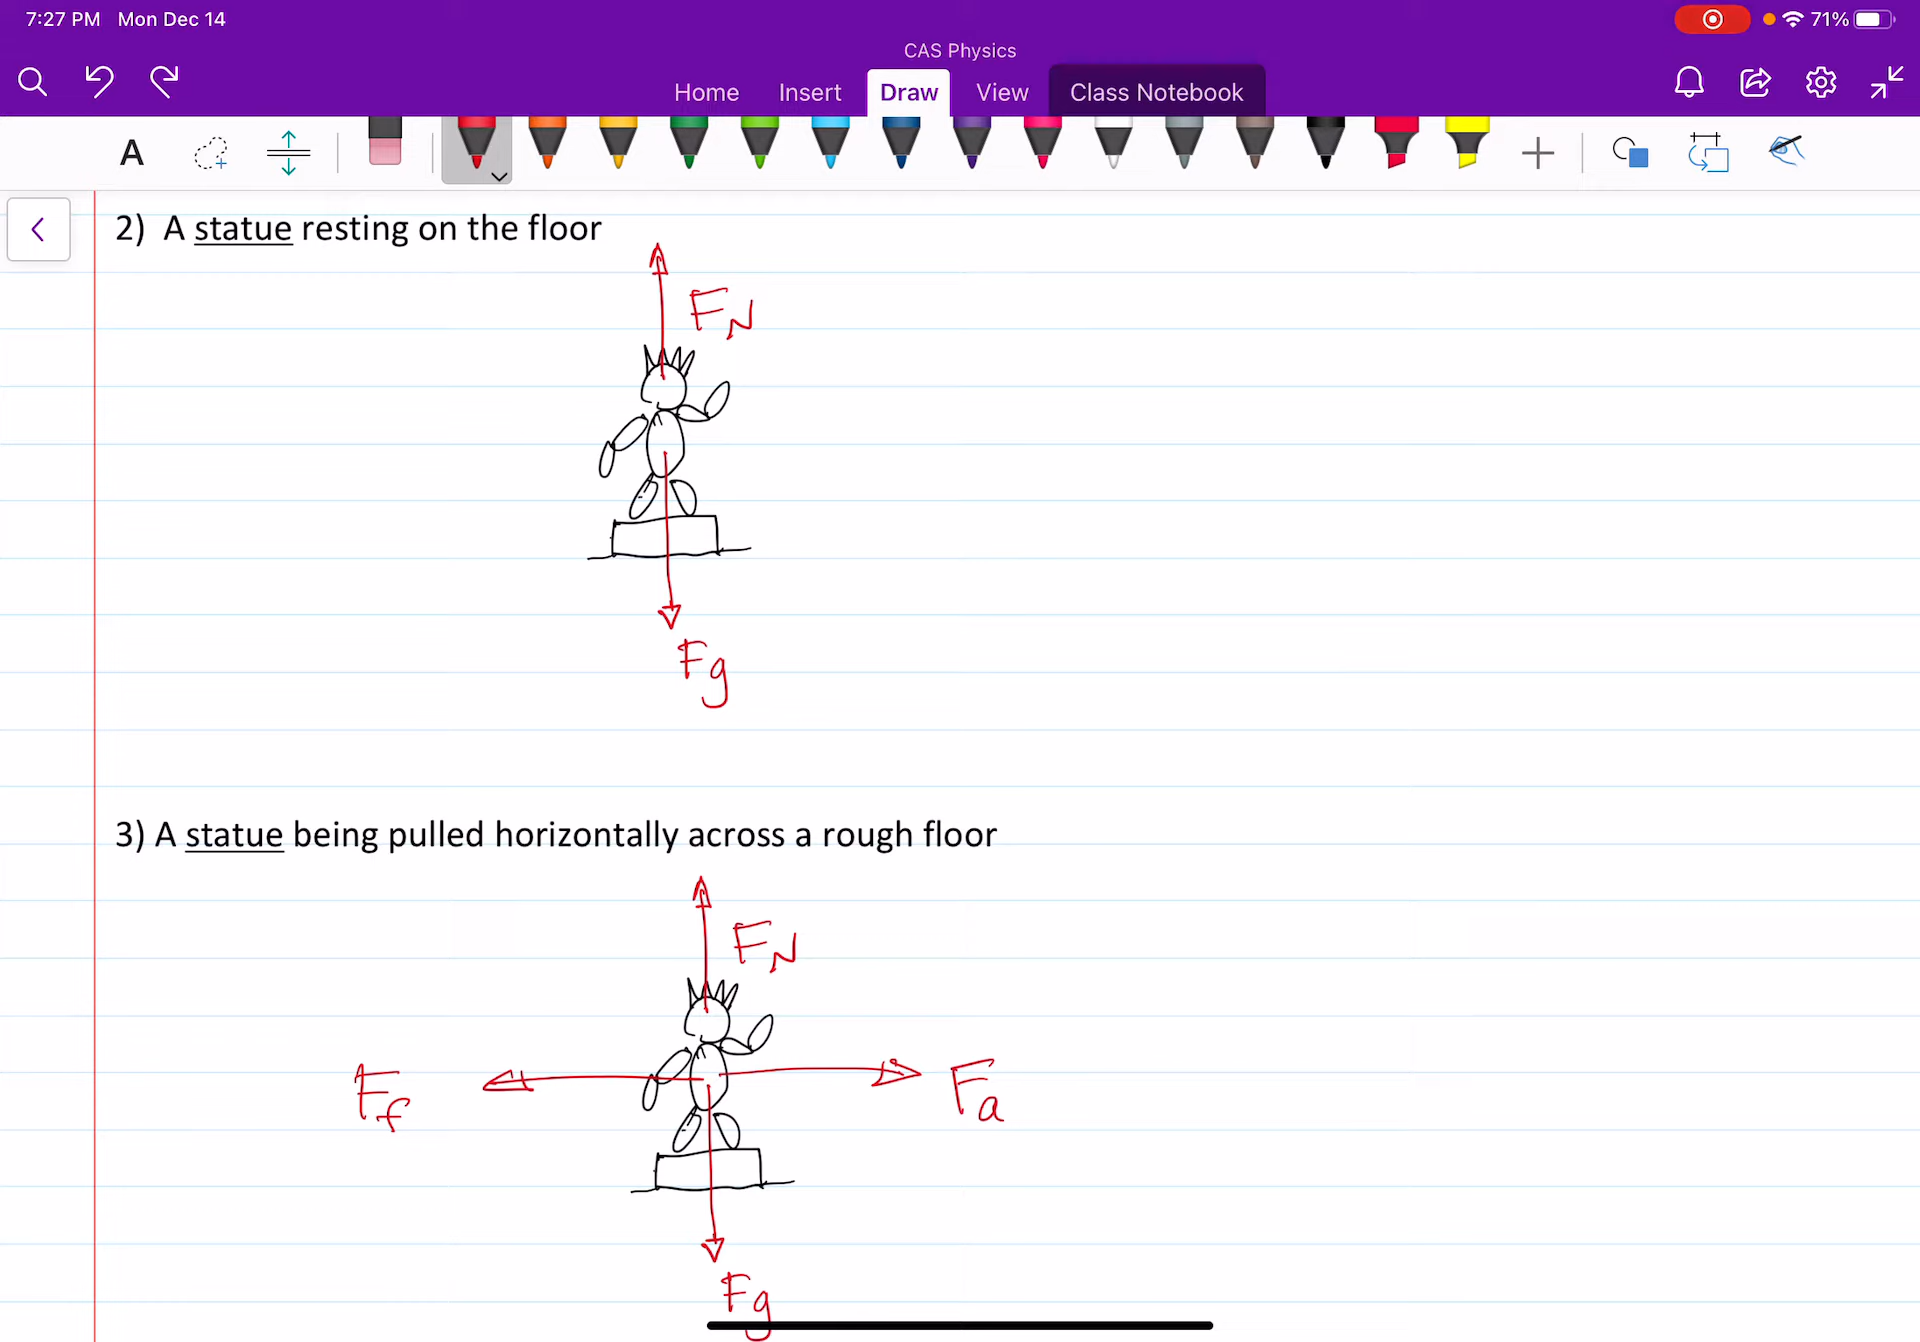 7:27 PM Mon Dec 14
71%
CAS Physics
Home Insert Draw View Class Notebook
A
2) A statue resting on the floor
FN
Fg
3) A statue being pulled horizontally across a rough floor
FN
Ff
Fa
Fg